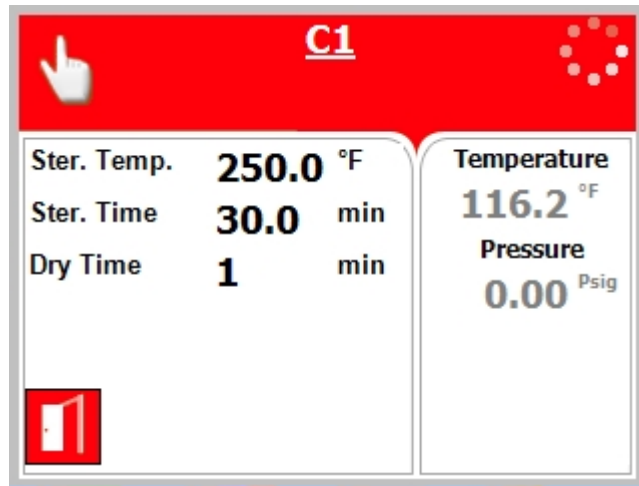 C1
Ster. Temp. 250.0 °F
Ster. Time 30.0 min
Dry Time 1 min
Temperature
116.2 °F
Pressure
0.00 Psig